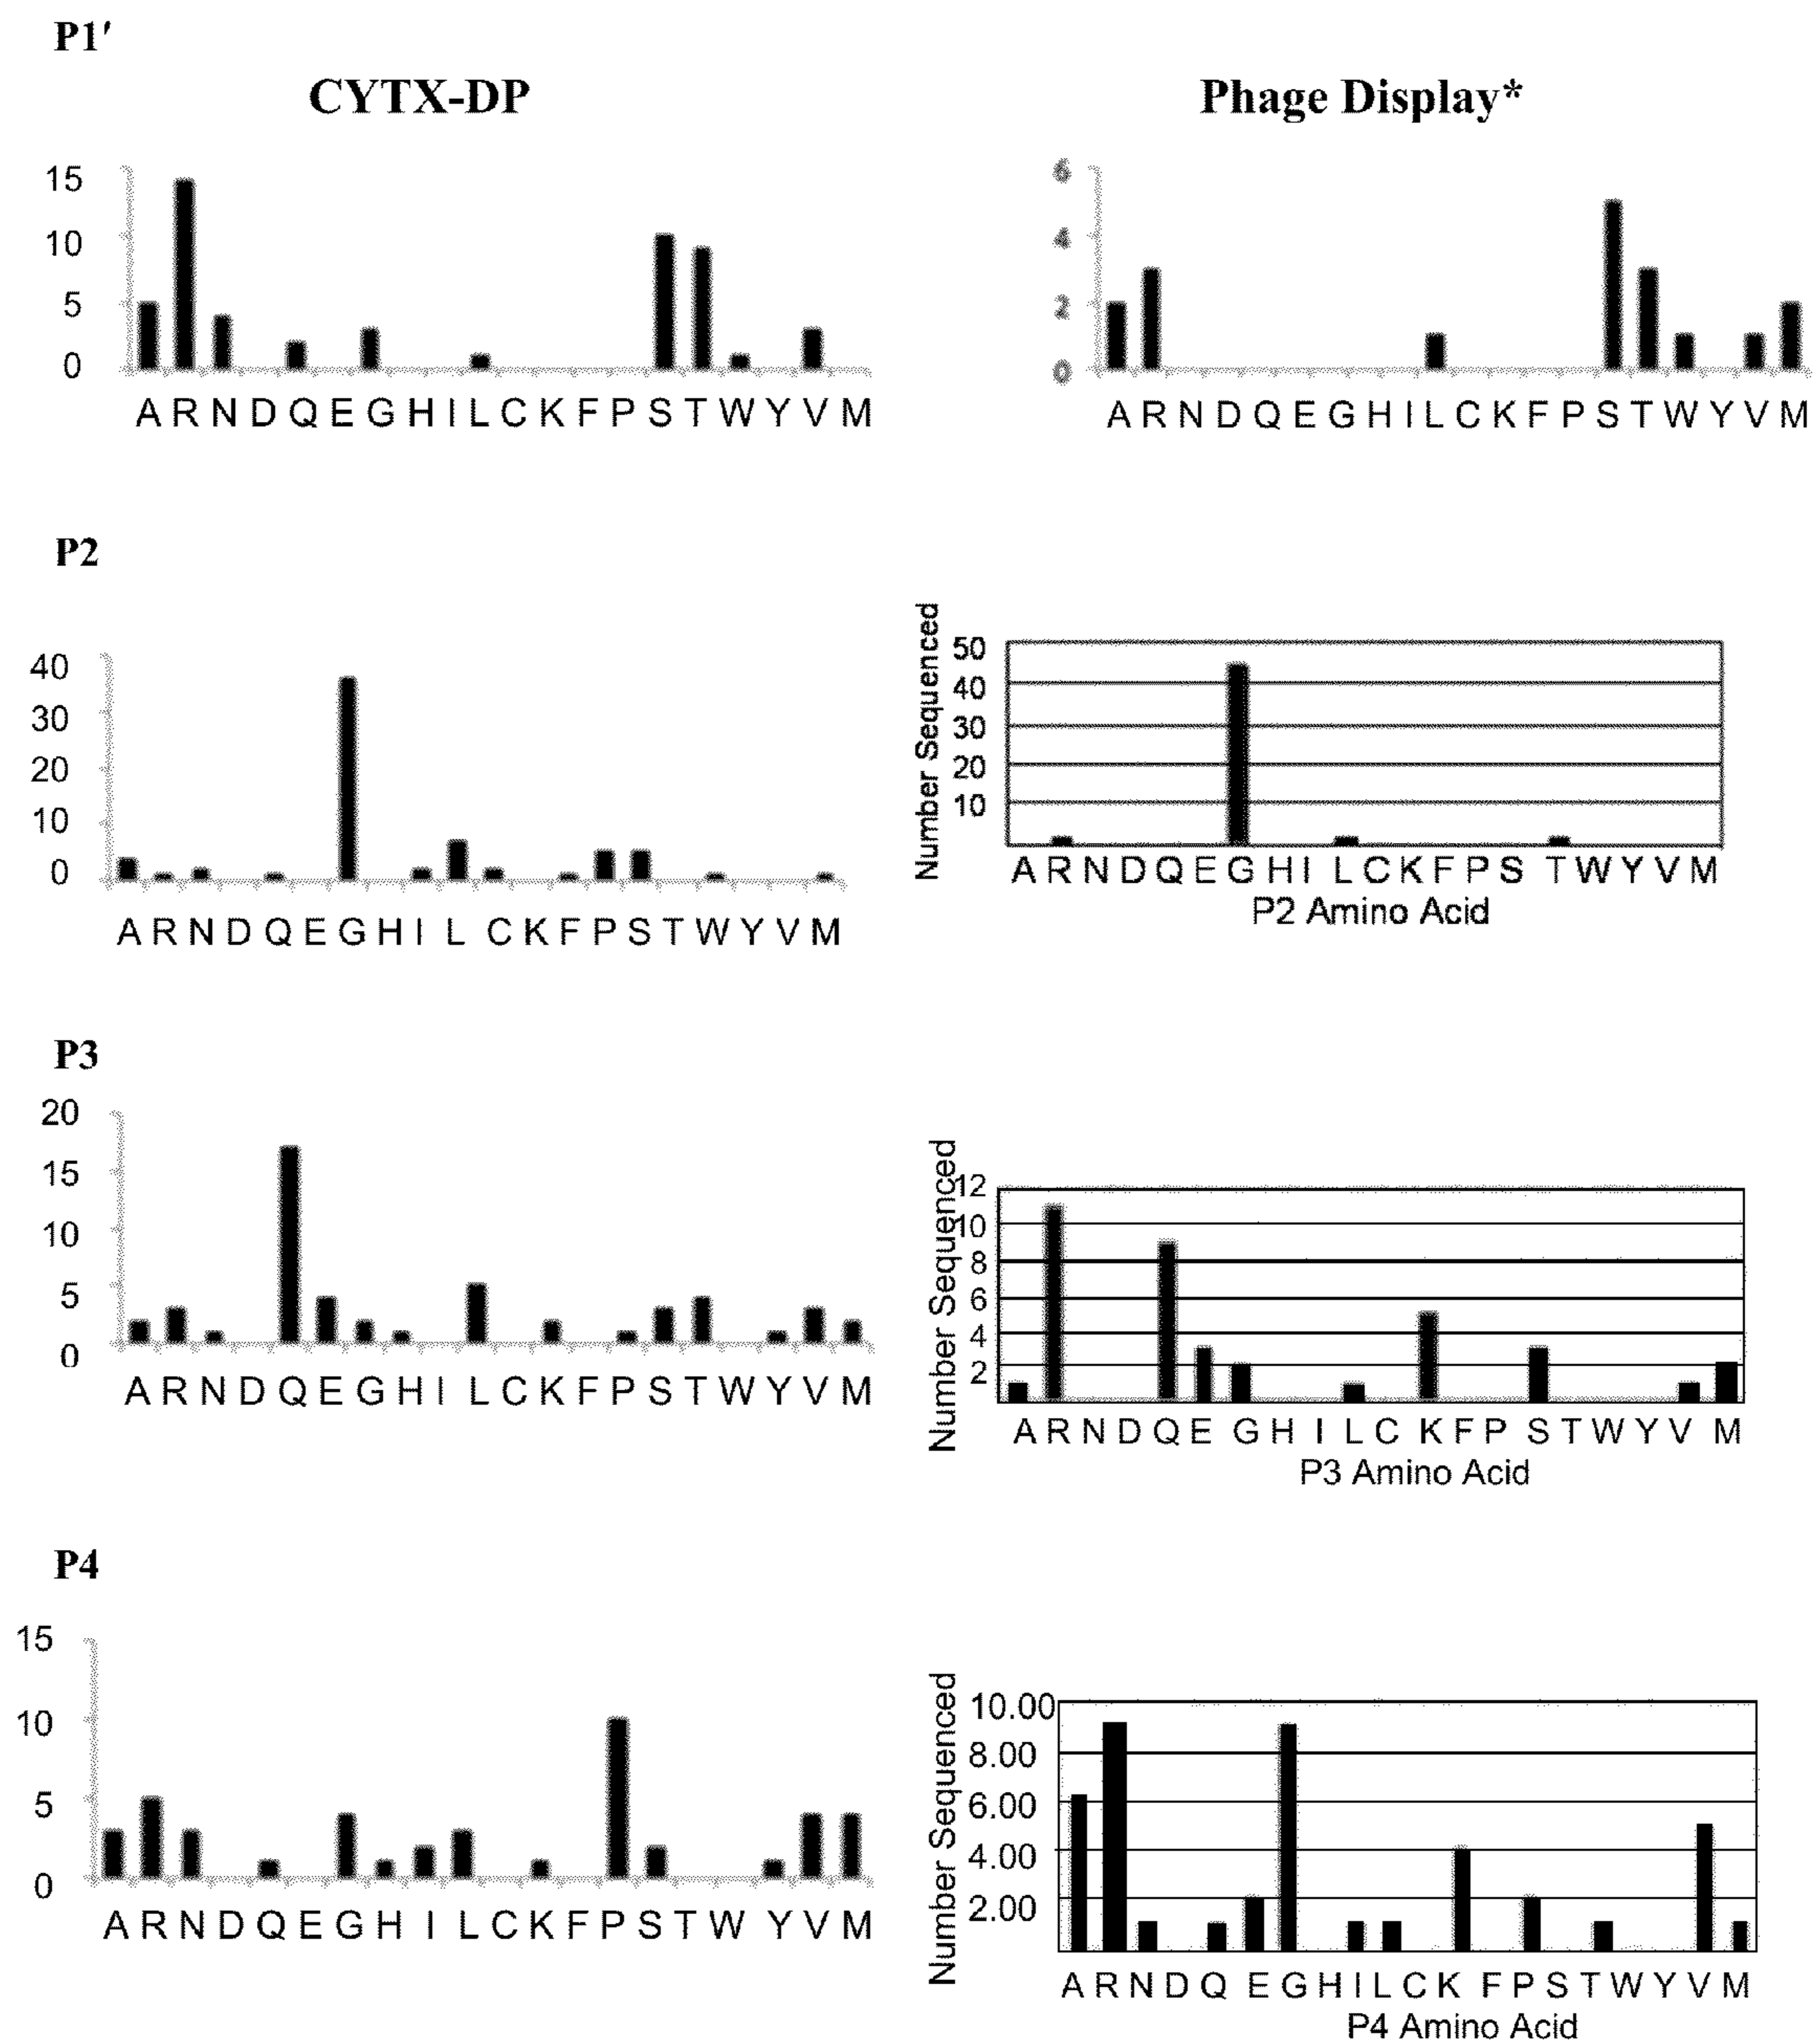 P1′
CYTX-DP
Phage Display*
15
10
5
0
A R N D Q E G H I L C K F P S T W Y V M
6
4
2
0
A R N D Q E G H I L C K F P S T W Y V M
P2
40
30
20
10
0
A R N D Q E G H I L C K F P S T W Y V M
Number Sequenced
50
40
30
20
10
A R N D Q E G H I L C K F P S T W Y V M
P2 Amino Acid
P3
20
15
10
5
0
A R N D Q E G H I L C K F P S T W Y V M
Number Sequenced
12
10
8
6
4
2
A R N D Q E G H I L C K F P S T W Y V M
P3 Amino Acid
P4
15
10
5
0
A R N D Q E G H I L C K F P S T W Y V M
Number Sequenced
10.00
8.00
6.00
4.00
2.00
A R N D Q E G H I L C K F P S T W Y V M
P4 Amino Acid